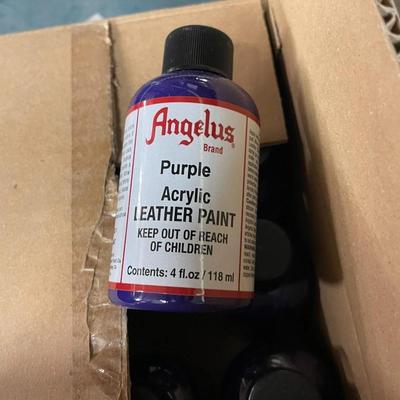 Angelus®
Brand
Purple
Acrylic
LEATHER PAINT
KEEP OUT OF REACH
OF CHILDREN
Contents: 4 fl.oz/118 ml